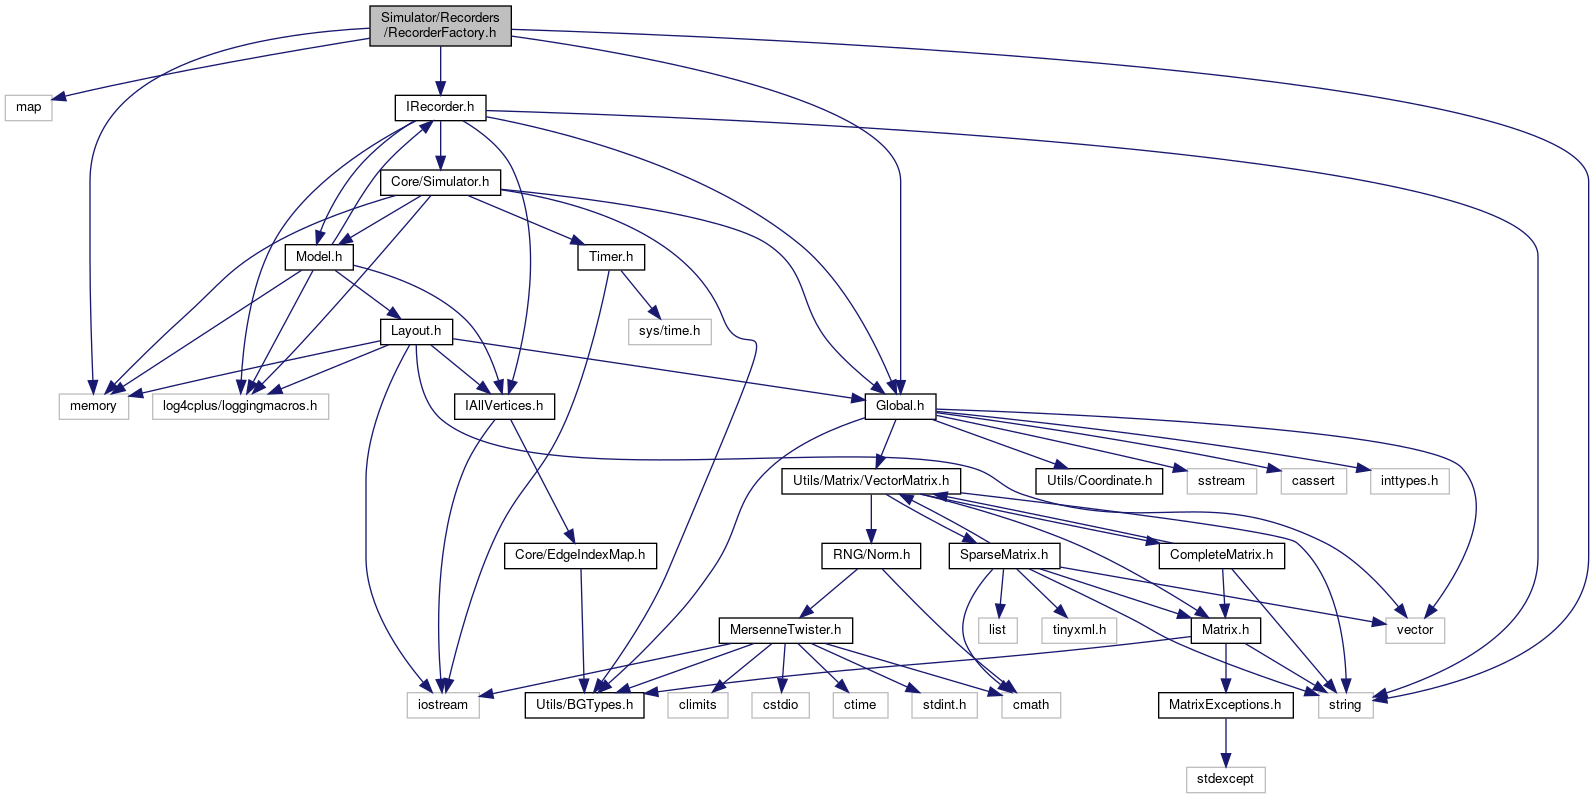 Simulator/Recorders
/RecorderFactory.h
map
IRecorder.h
Core/Simulator.h
Model.h
Timer.h
Layout.h
sys/time.h
memory
log4cplus/loggingmacros.h
IAllVertices.h
Global.h
Utils/Matrix/VectorMatrix.h
Utils/Coordinate.h
sstream
cassert
inttypes.h
Core/EdgeIndexMap.h
RNG/Norm.h
SparseMatrix.h
CompleteMatrix.h
MersenneTwister.h
list
tinyxml.h
Matrix.h
vector
iostream
Utils/BGTypes.h
climits
cstdio
ctime
stdint.h
cmath
MatrixExceptions.h
string
stdexcept